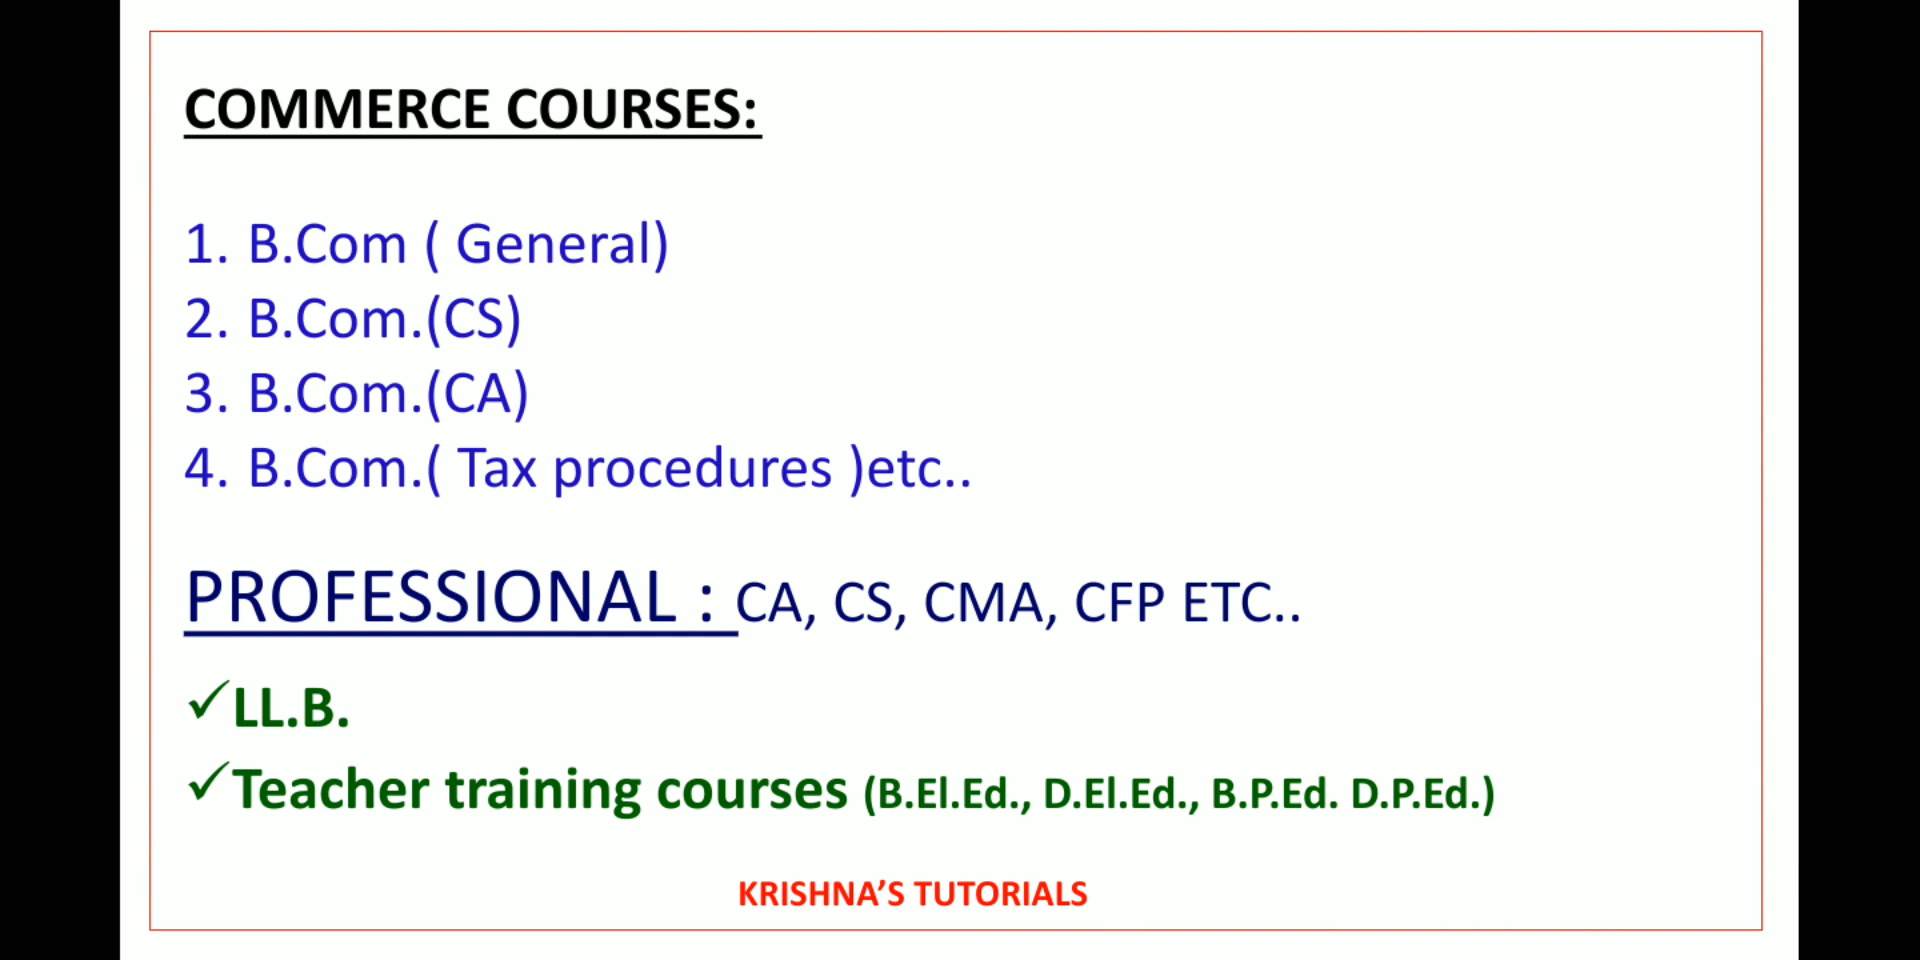 COMMERCE COURSES:
1. B.Com ( General)
2. B.Com.(CS)
3. B.Com.(CA)
4. B.Com.( Tax procedures )etc..
PROFESSIONAL : CA, CS, CMA, CFP ETC..
✓LL.B.
✓Teacher training courses (B.El.Ed., D.El.Ed., B.P.Ed. D.P.Ed.)
KRISHNA’S TUTORIALS